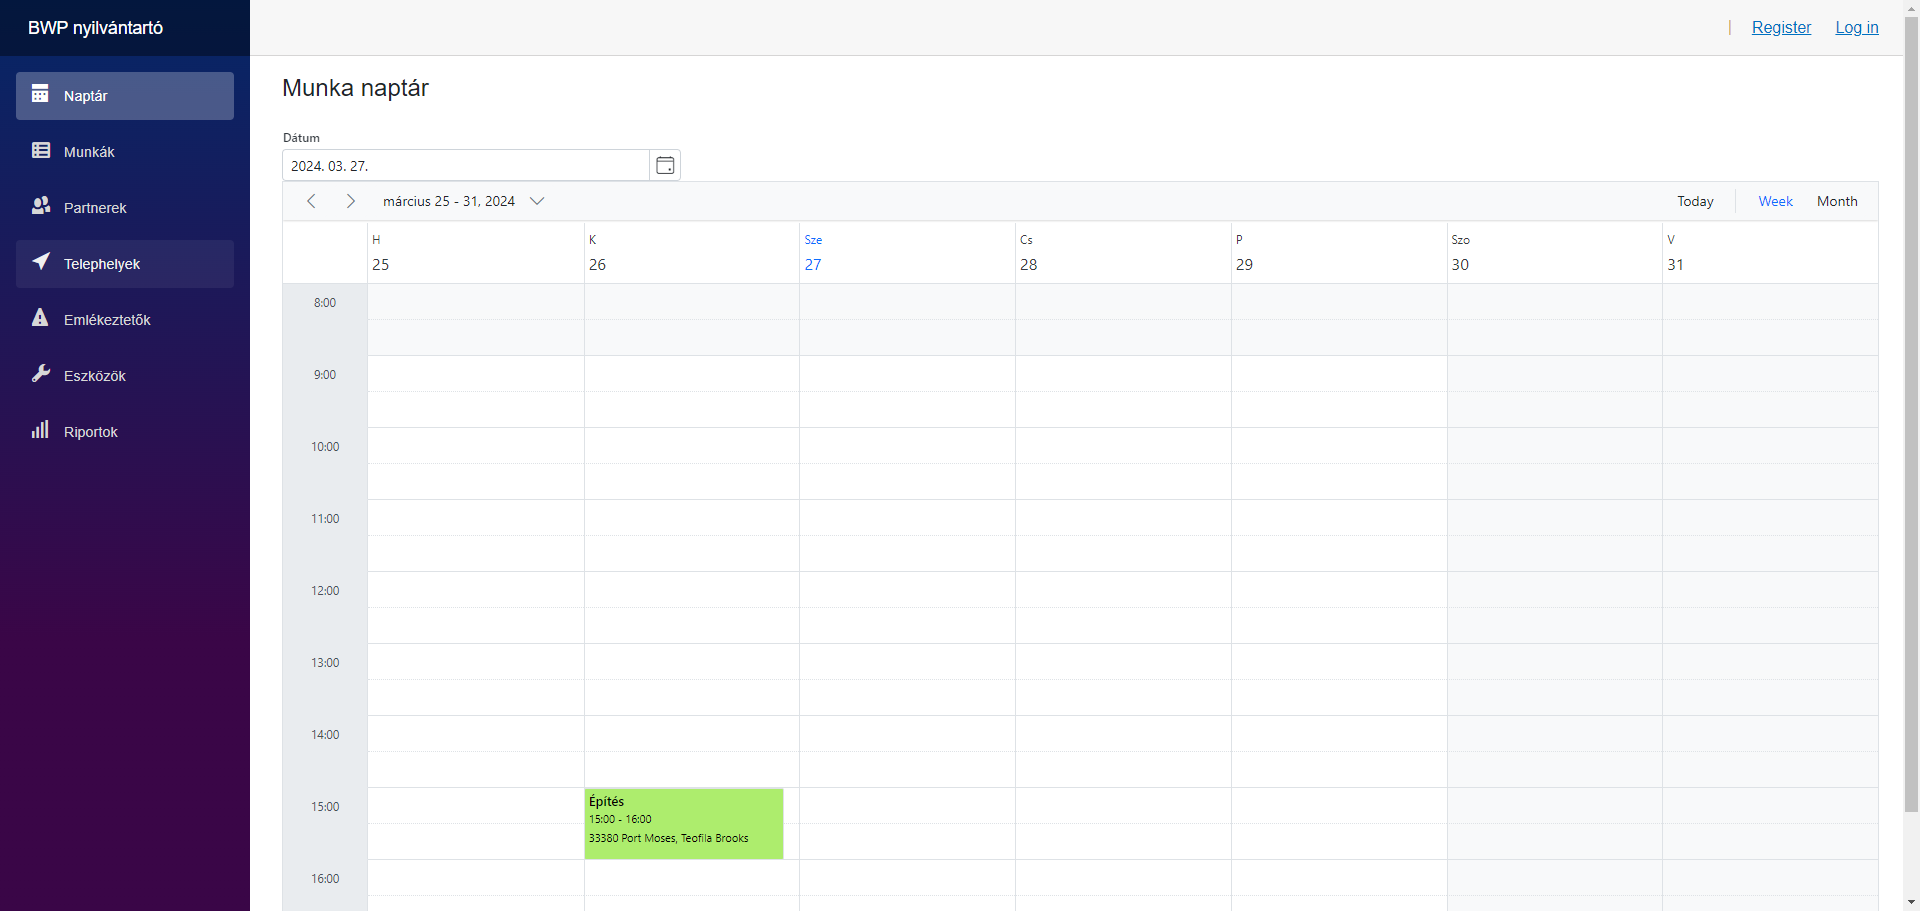 BWP nyilvántartó
| Register Log in
Naptár
Munkák
Partnerek
Telephelyek
Emlékeztetők
Eszközök
Riportok
Munka naptár
Dátum
2024. 03. 27.
március 25 - 31, 2024
Today Week Month
H K Sze Cs P Szo V
25 26 27 28 29 30 31
8:00
9:00
10:00
11:00
12:00
13:00
14:00
15:00
Építés
15:00 - 16:00
33380 Port Moses, Teofila Brooks
16:00